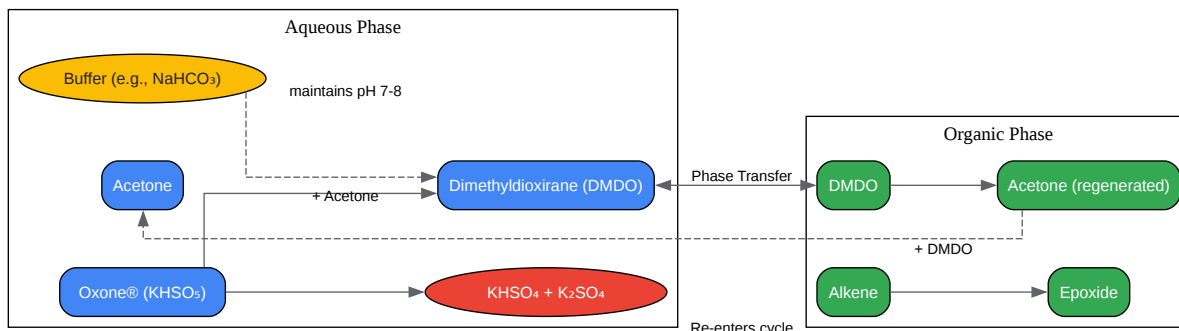 Aqueous Phase
Buffer (e.g., NaHCO₃)
maintains pH 7-8
Organic Phase
Acetone
Dimethyldioxirane (DMDO)
Phase Transfer
DMDO
Acetone (regenerated)
+ Acetone
+ DMDO
Oxone® (KHSO₅)
KHSO₄ + K₂SO₄
Alkene
Epoxide
Re-enters cycle